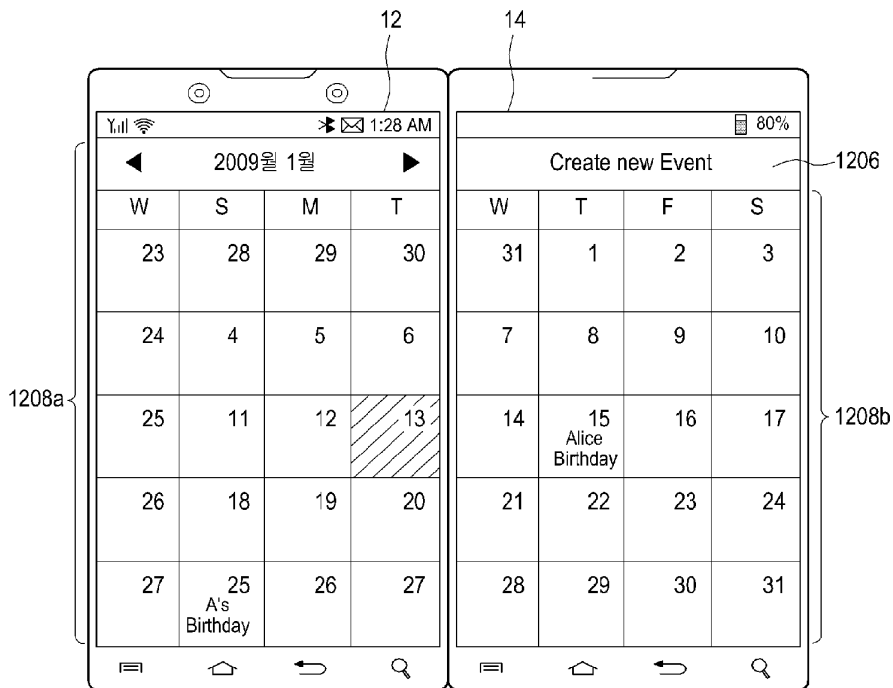 12
14
1:28 AM
80%
2009월 1월
Create new Event
1206
W S M T
W T F S
23 28 29 30
31 1 2 3
24 4 5 6
7 8 9 10
1208a
25 11 12 13
14 15 16 17
1208b
Alice
Birthday
26 18 19 20
21 22 23 24
27 25 26 27
28 29 30 31
A's
Birthday